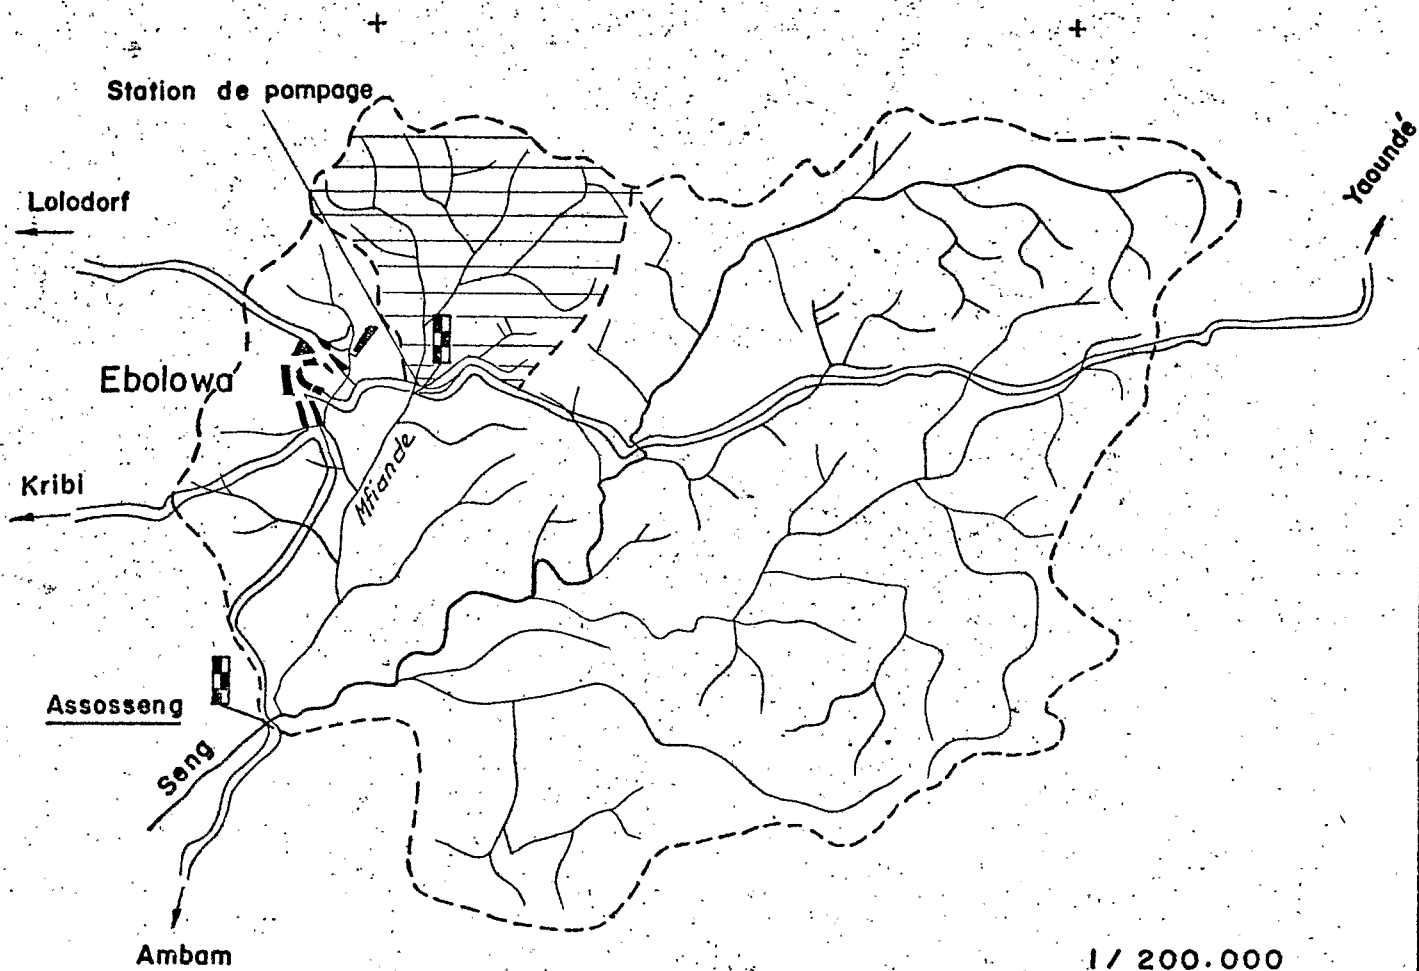 Station de pompage
Lolodorf
Yaoundé
Ebolowa
Kribi
Mfiande
Assosseng
Seng
Ambam
1/ 200.000